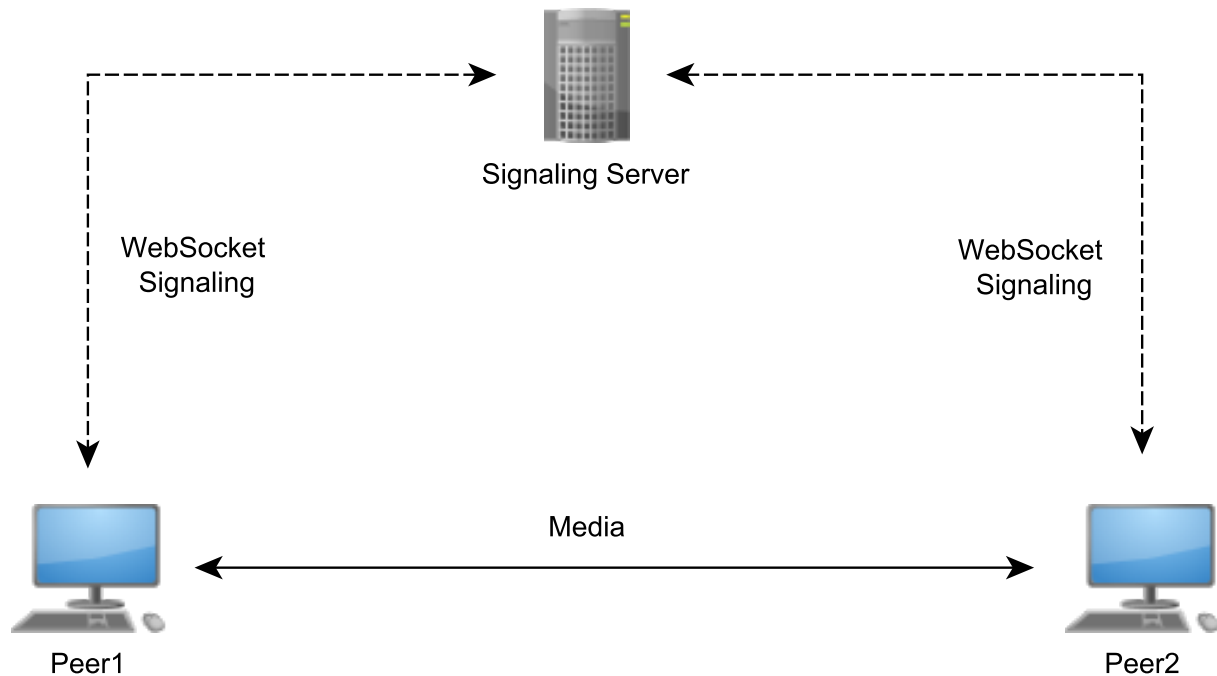 Signaling Server
WebSocket
Signaling
WebSocket
Signaling
Media
Peer1
Peer2